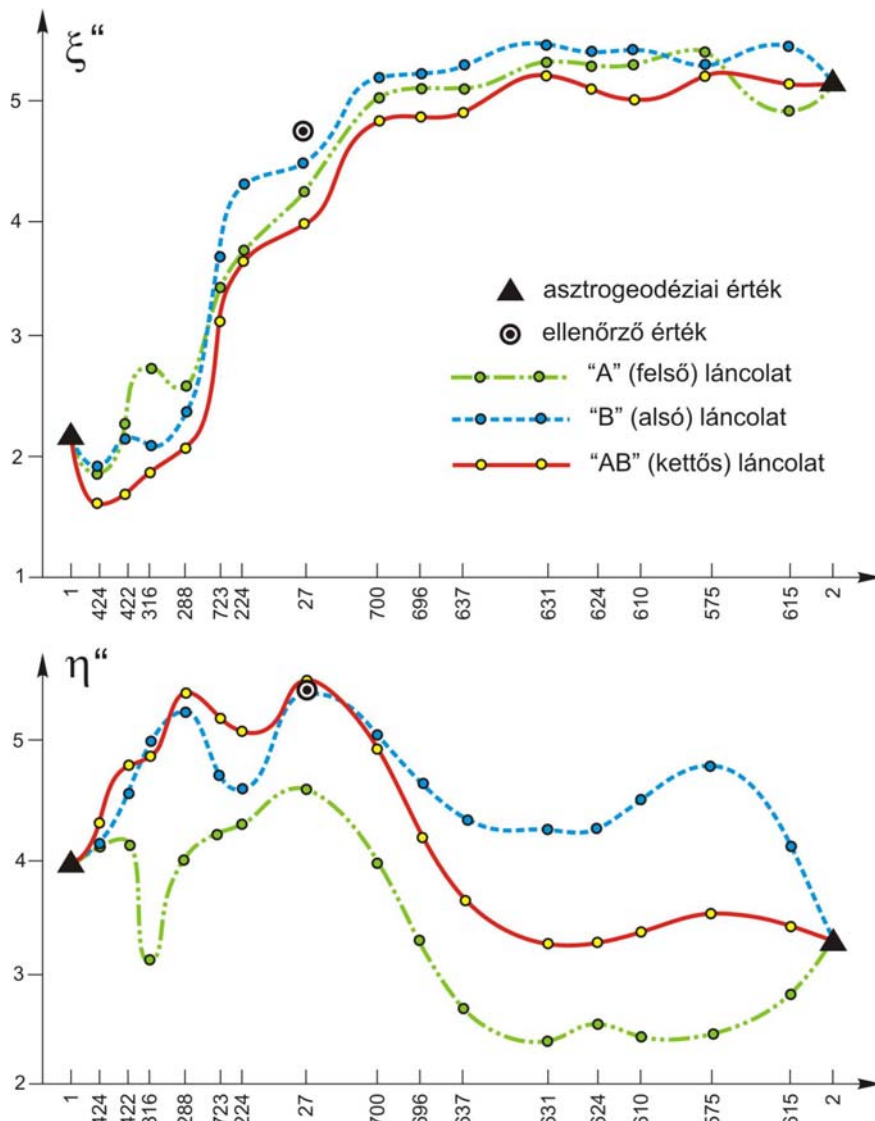 ξ“
5
4
3
2
1
asztrogeodéziai érték
ellenőrző érték
“A” (felső) láncolat
“B” (alsó) láncolat
“AB” (kettős) láncolat
1 424 422 316 288 723 224 27 700 696 637 631 624 610 575 615 2
η“
5
4
3
2
1 424 422 316 288 723 224 27 700 696 637 631 624 610 575 615 2